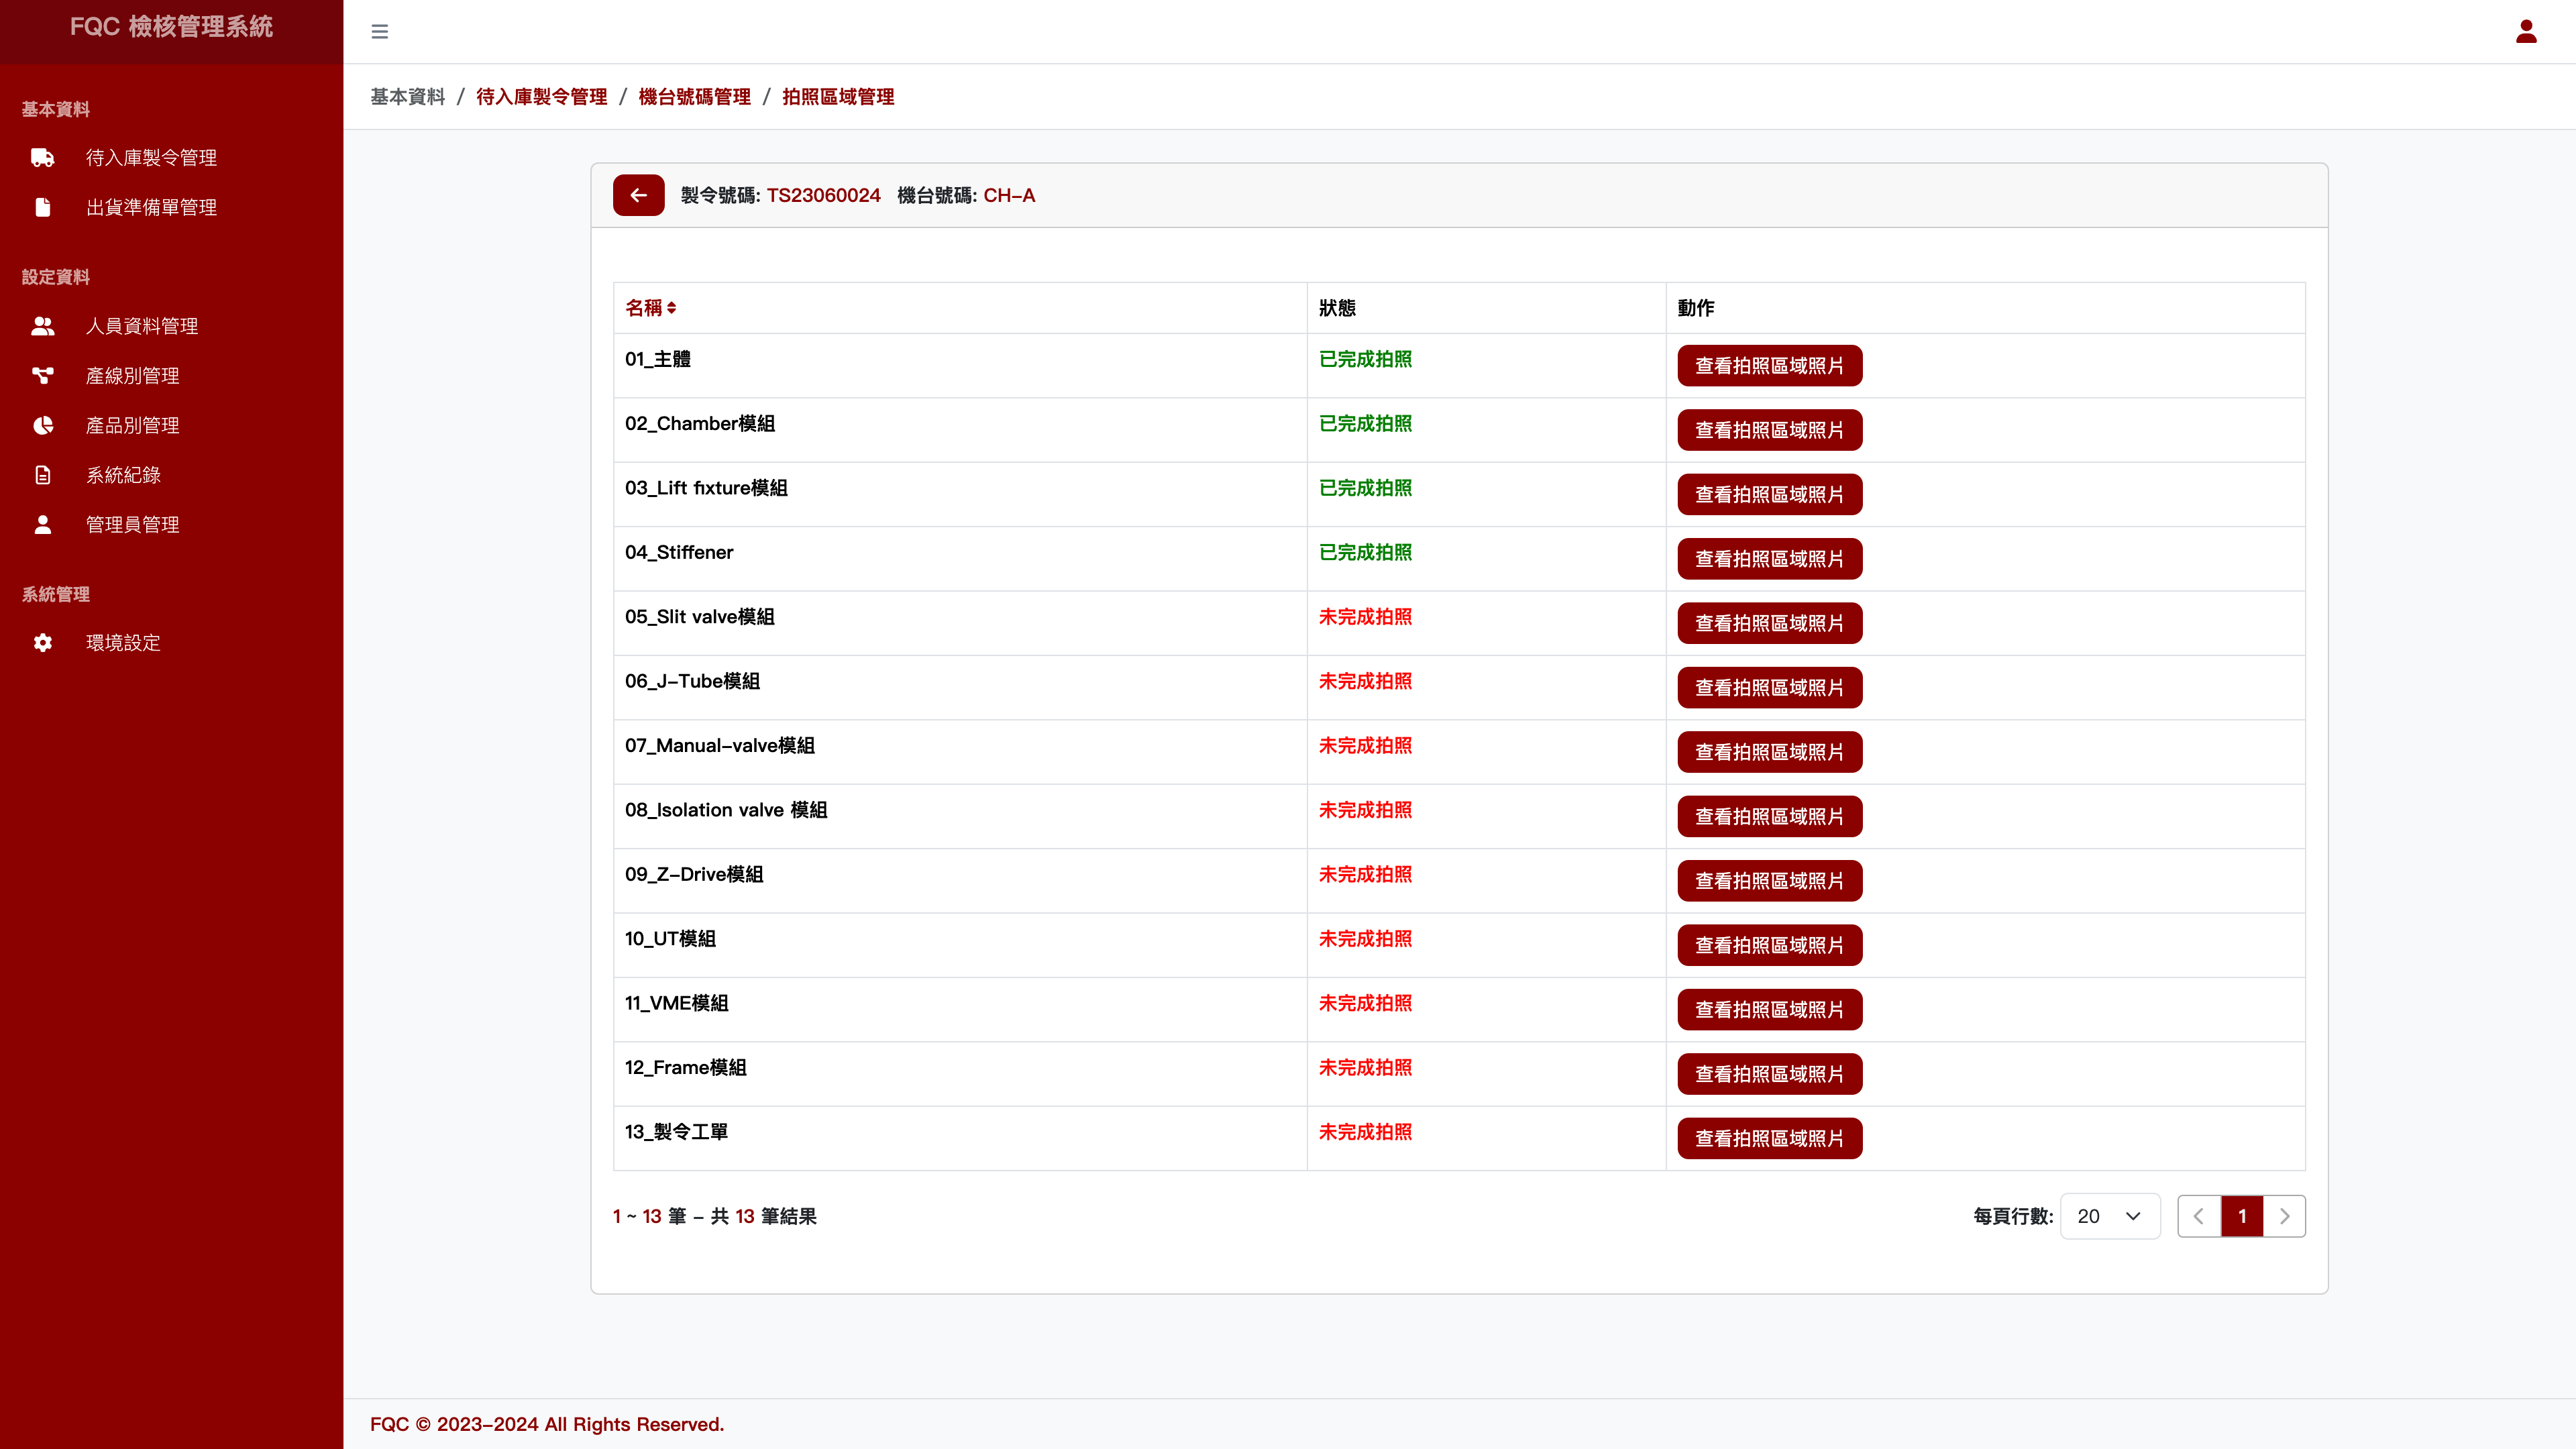 FQC 檢核管理系統
基本資料
待入庫製令管理
出貨準備單管理
設定資料
人員資料管理
產線別管理
產品別管理
系統紀錄
管理員管理
系統管理
環境設定
基本資料 / 待入庫製令管理 / 機台號碼管理 / 拍照區域管理
製令號碼: TS23060024 機台號碼: CH-A
名稱 狀態 動作
01_主體 已完成拍照 查看拍照區域照片
02_Chamber模組 已完成拍照 查看拍照區域照片
03_Lift fixture模組 已完成拍照 查看拍照區域照片
04_Stiffener 已完成拍照 查看拍照區域照片
05_Slit valve模組 未完成拍照 查看拍照區域照片
06_J-Tube模組 未完成拍照 查看拍照區域照片
07_Manual-valve模組 未完成拍照 查看拍照區域照片
08_Isolation valve 模組 未完成拍照 查看拍照區域照片
09_Z-Drive模組 未完成拍照 查看拍照區域照片
10_UT模組 未完成拍照 查看拍照區域照片
11_VME模組 未完成拍照 查看拍照區域照片
12_Frame模組 未完成拍照 查看拍照區域照片
13_製令工單 未完成拍照 查看拍照區域照片
1 ~ 13 筆 - 共 13 筆結果 每頁行數: 20 1
FQC © 2023-2024 All Rights Reserved.